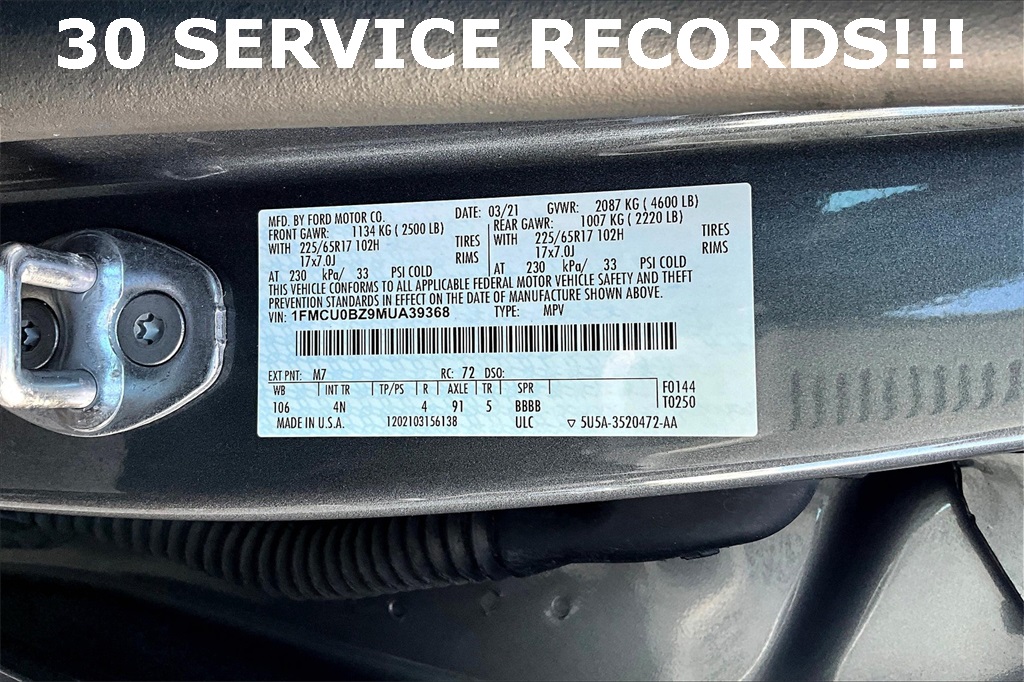 30 SERVICE RECORDS!!!
MFD. BY FORD MOTOR CO. DATE: 03/21 GVWR: 2087 KG ( 4600 LB)
FRONT GAWR: 1134 KG ( 2500 LB) REAR GAWR: 1007 KG ( 2220 LB)
WITH 225/65R17 102H TIRES WITH 225/65R17 102H TIRES
17x7.0J RIMS 17x7.0J RIMS
AT 230 kPa/ 33 PSI COLD AT 230 kPa/ 33 PSI COLD
THIS VEHICLE CONFORMS TO ALL APPLICABLE FEDERAL MOTOR VEHICLE SAFETY AND THEFT
PREVENTION STANDARDS IN EFFECT ON THE DATE OF MANUFACTURE SHOWN ABOVE.
VIN: 1FMCU0BZ9MUA39368 TYPE: MPV
EXT PNT: M7 RC: 72 DSO:
WB INT TR TP/PS R AXLE TR SPR F0144
106 4N 4 91 5 BBBB T0250
MADE IN U.S.A. 1202103156138 ULC ▽ 5U5A-3520472-AA